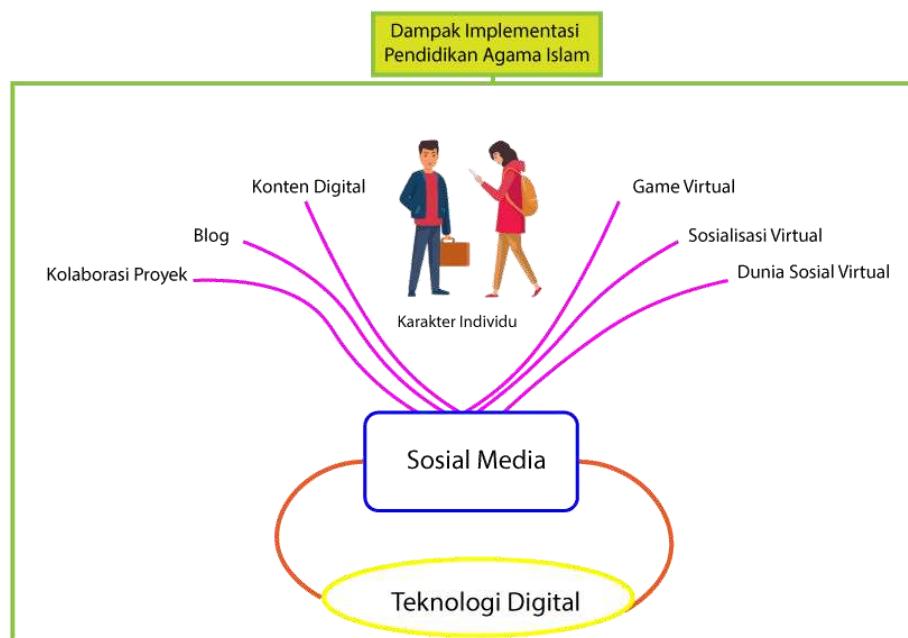 Dampak Implementasi
Pendidikan Agama Islam
Konten Digital
Game Virtual
Blog
Sosialisasi Virtual
Kolaborasi Proyek
Dunia Sosial Virtual
Karakter Individu
Sosial Media
Teknologi Digital